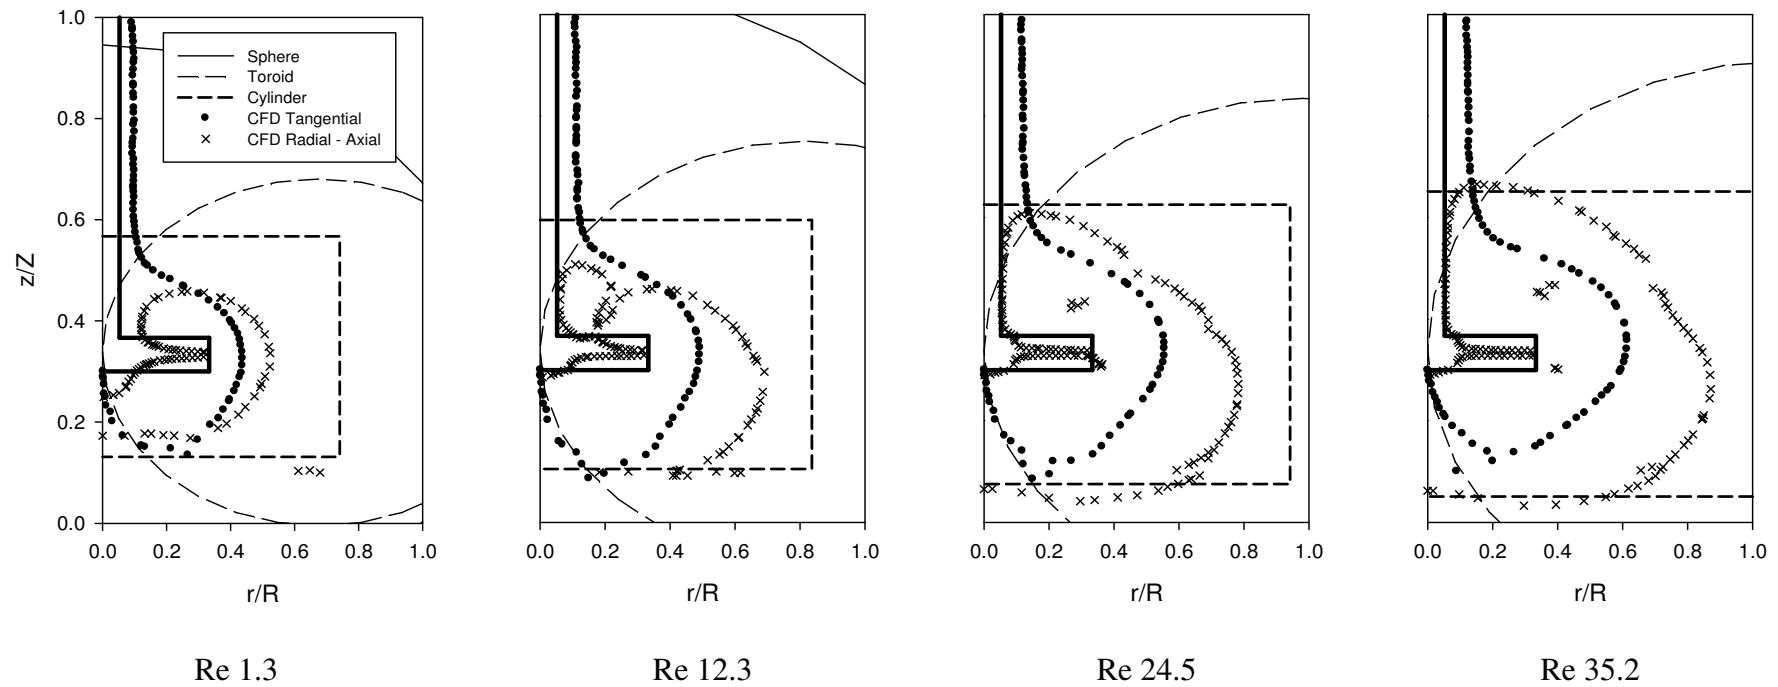 1.0
0.8
0.6
0.4
0.2
0.0
z/Z
Sphere
Toroid
Cylinder
CFD Tangential
CFD Radial - Axial
0.0 0.2 0.4 0.6 0.8 1.0
0.0 0.2 0.4 0.6 0.8 1.0
0.0 0.2 0.4 0.6 0.8 1.0
0.0 0.2 0.4 0.6 0.8 1.0
r/R
r/R
r/R
r/R
Re 1.3
Re 12.3
Re 24.5
Re 35.2